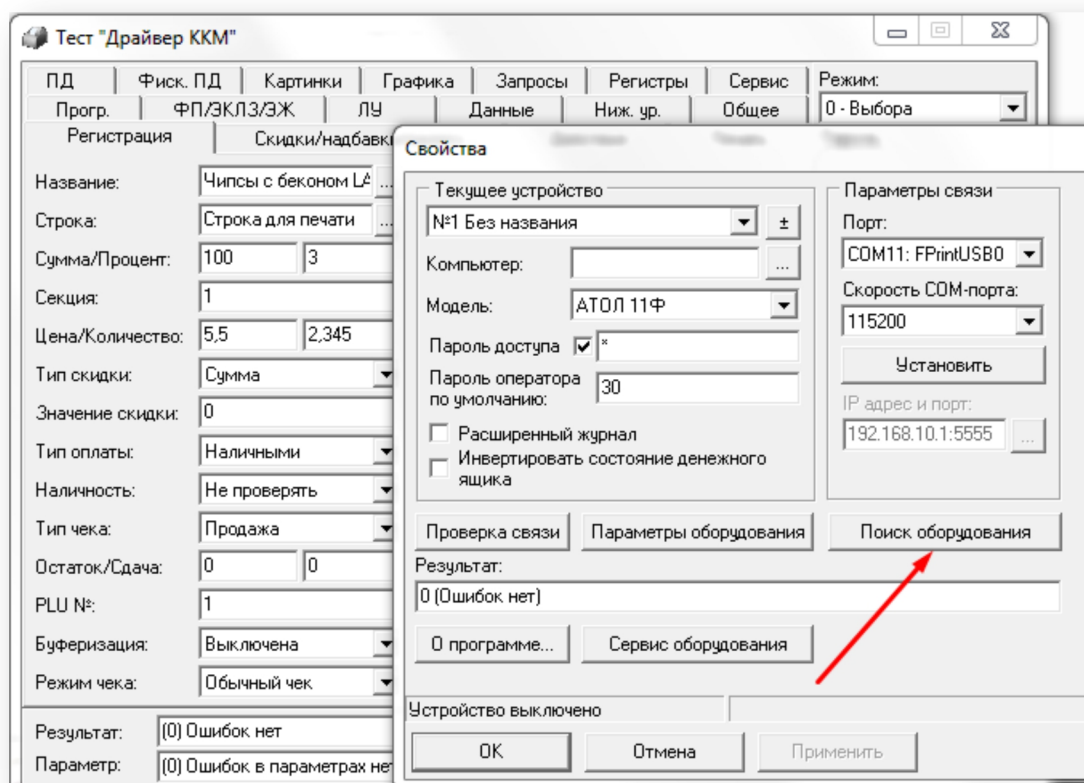 Тест "Драйвер ККМ"
ПД Фиск. ПД Картинки Графика Запросы Регистры Сервис Режим:
Прогр. ФП/ЭКЛЗ/ЭЖ ЛУ Данные Ниж. ур. Общее 0 - Выбора
Регистрация Скидки/надбавки
Название: Чипсы с беконом LA ...
Строка: Строка для печати ...
Сумма/Процент: 100 3
Секция: 1
Цена/Количество: 5,5 2,345
Тип скидки: Сумма
Значение скидки: 0
Тип оплаты: Наличными
Наличность: Не проверять
Тип чека: Продажа
Остаток/Сдача: 0 0
PLU №: 1
Буферизация: Выключена
Режим чека: Обычный чек
Результат: (0) Ошибок нет
Параметр: (0) Ошибок в параметрах нет
Свойства
Текущее устройство
№1 Без названия ±
Компьютер: ...
Модель: АТОЛ 11Ф
Пароль доступа *
Пароль оператора
по умолчанию: 30
Расширенный журнал
Инвертировать состояние денежного
ящика
Параметры связи
Порт:
COM11: FPrintUSB0
Скорость COM-порта:
115200
Установить
IP адрес и порт:
192.168.10.1:5555 ...
Проверка связи Параметры оборудования Поиск оборудования
Результат:
0 (Ошибок нет)
О программе... Сервис оборудования
Устройство выключено
OK Отмена Применить